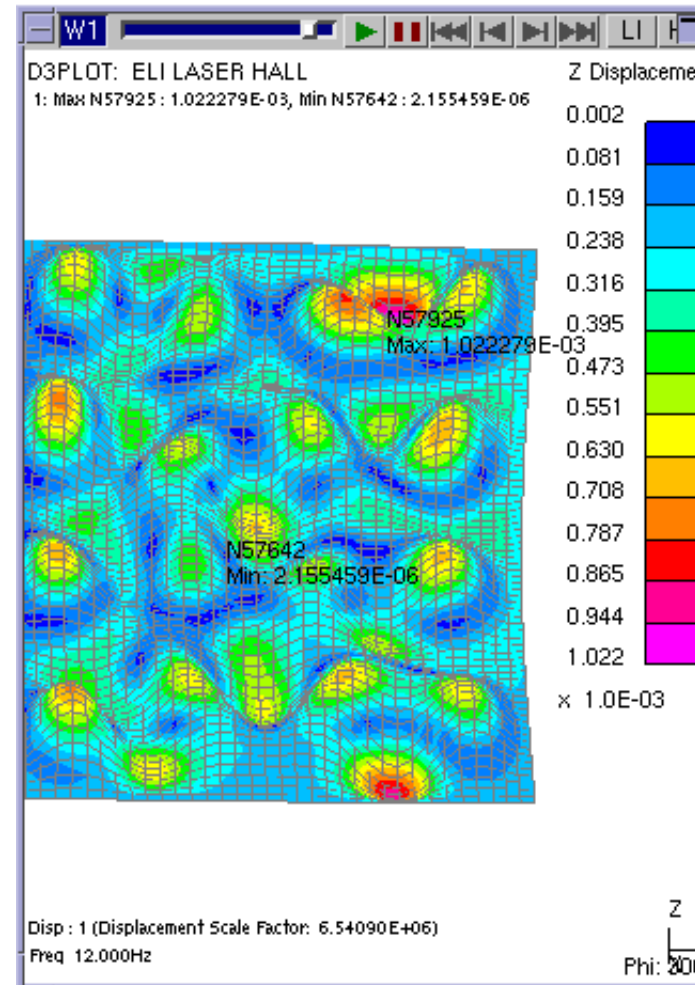 W1
LI
D3PLOT: ELI LASER HALL
1: Max N57925 : 1.022279E-03, Min N57642 : 2.155459E-06
Z Displaceme
0.002
0.081
0.159
0.238
0.316
0.395
0.473
0.551
0.630
0.708
0.787
0.865
0.944
1.022
x 1.0E-03
N57925
Max: 1.022279E-03
N57642
Min: 2.155459E-06
Disp : 1 (Displacement Scale Factor: 6.54090E+06)
Freq 12.000Hz
Z
Phi: